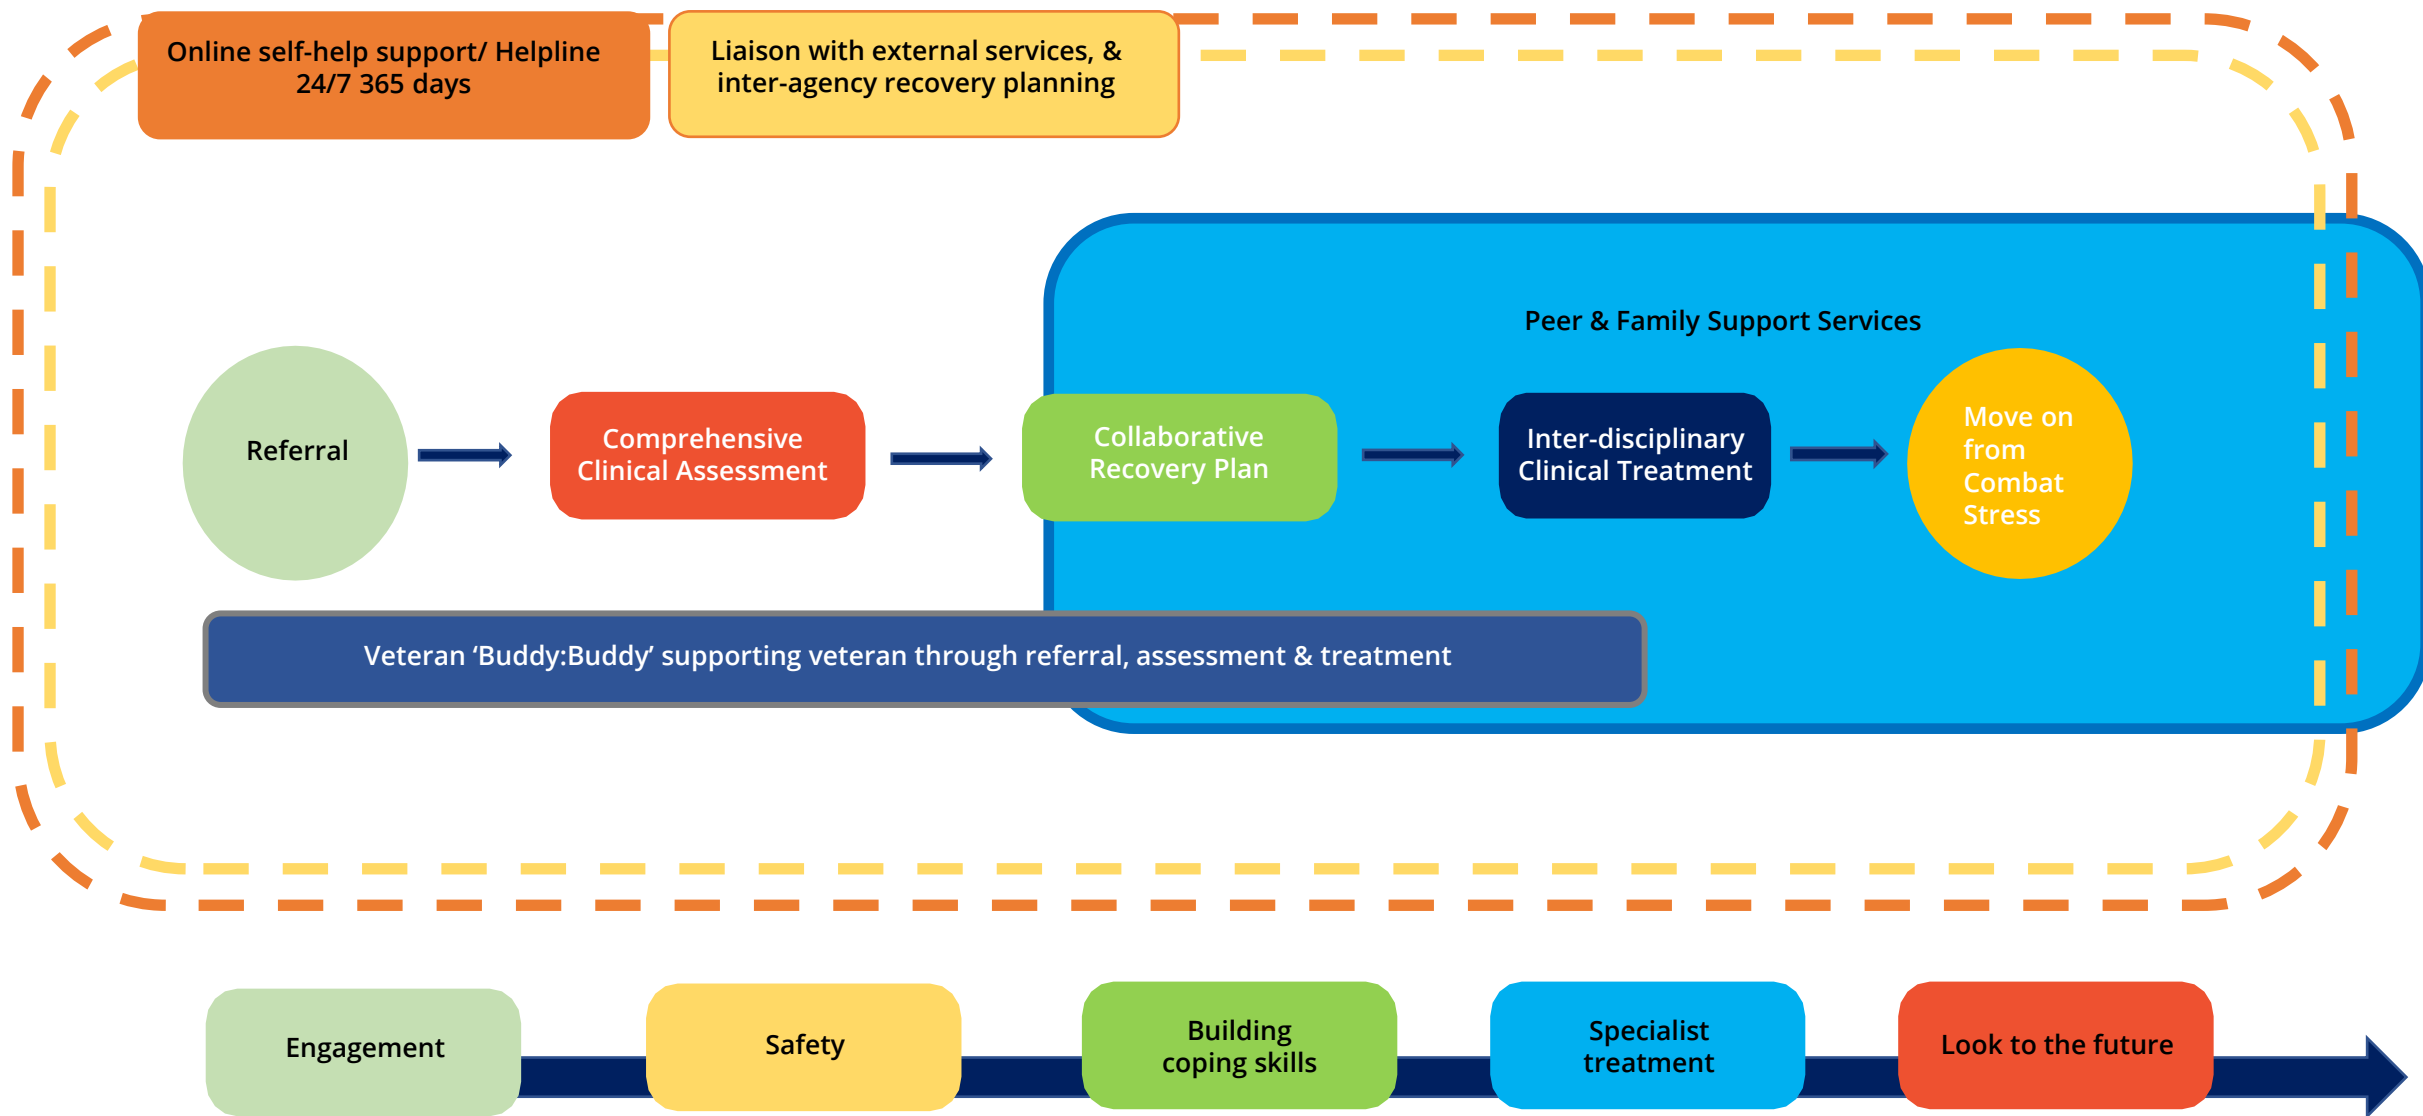 Online self-help support/ Helpline
24/7 365 days
Liaison with external services, &
inter-agency recovery planning
Peer & Family Support Services
Referral
Comprehensive
Clinical Assessment
Collaborative
Recovery Plan
Inter-disciplinary
Clinical Treatment
Move on
from
Combat
Stress
Veteran ‘Buddy:Buddy’ supporting veteran through referral, assessment & treatment
Engagement
Safety
Building
coping skills
Specialist
treatment
Look to the future